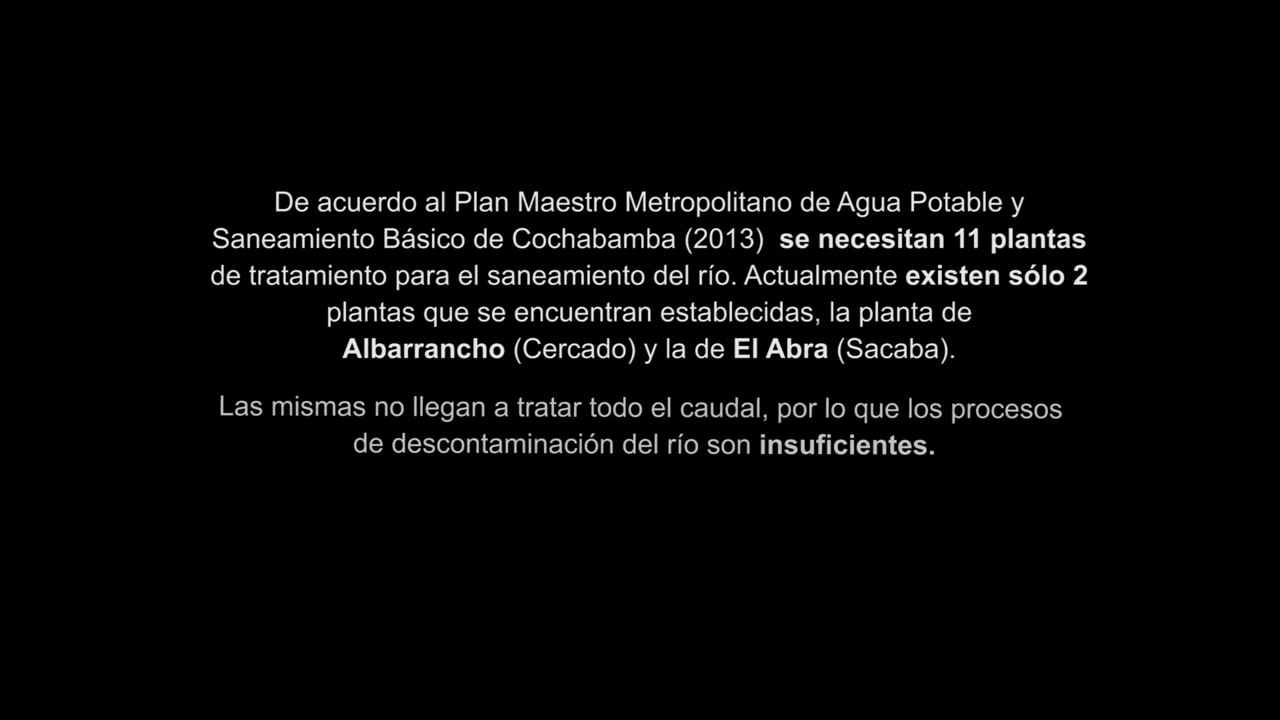 De acuerdo al Plan Maestro Metropolitano de Agua Potable y
Saneamiento Básico de Cochabamba (2013)  se necesitan 11 plantas
de tratamiento para el saneamiento del río. Actualmente existen sólo 2
plantas que se encuentran establecidas, la planta de
Albarrancho (Cercado) y la de El Abra (Sacaba).
Las mismas no llegan a tratar todo el caudal, por lo que los procesos
de descontaminación del río son insuficientes.